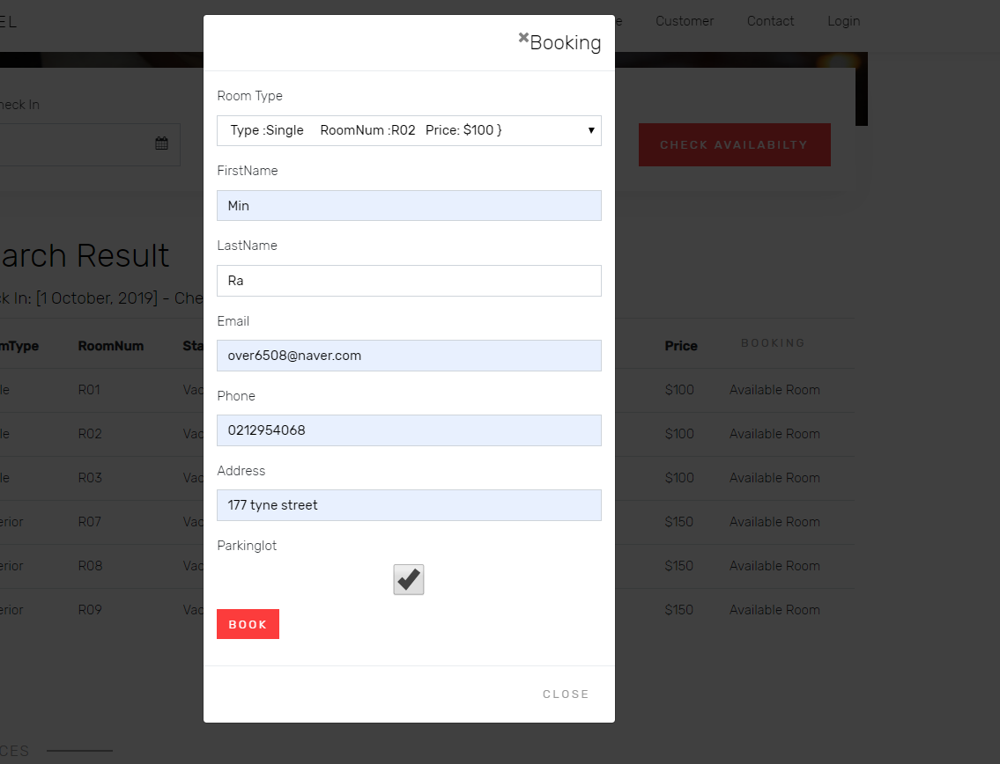 EL
e Customer Contact Login
×Booking
heck In
Room Type
Type :Single RoomNum :R02 Price: $100 }
CHECK AVAILABILTY
FirstName
Min
LastName
arch Result
Ra
k In: [1 October, 2019] - Che
Email
mType RoomNum Sta Price BOOKING
over6508@naver.com
le R01 Vac $100 Available Room
Phone
le R02 Vac $100 Available Room
0212954068
Address
le R03 Vac $100 Available Room
177 tyne street
erior R07 Vac $150 Available Room
Parkinglot
erior R08 Vac $150 Available Room
erior R09 Vac $150 Available Room
BOOK
CLOSE
CES